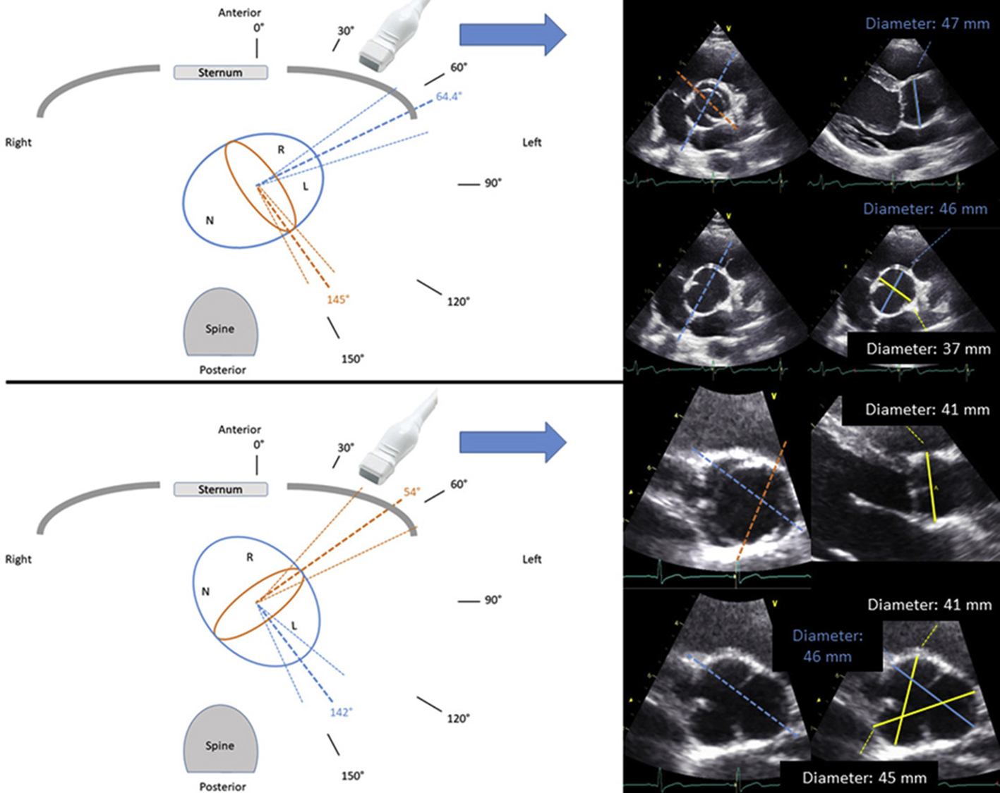 Anterior
0°
30°
60°
64.4°
Sternum
Right
Left
R
L
N
90°
145°
120°
150°
Spine
Posterior
Diameter: 47 mm
V
Diameter: 46 mm
V
Diameter: 37 mm
Anterior
0°
30°
54°
60°
Sternum
Right
Left
R
N
L
90°
142°
120°
150°
Spine
Posterior
V
Diameter: 41 mm
V
Diameter: 41 mm
Diameter:
46 mm
Diameter: 45 mm